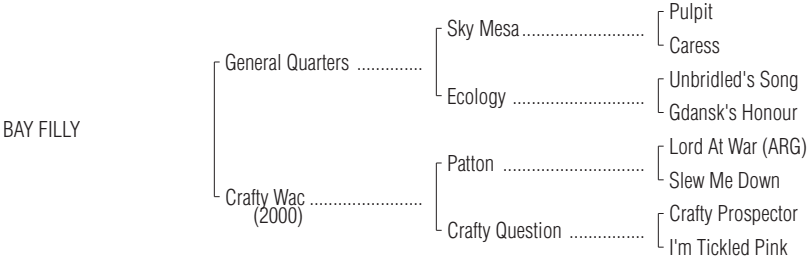 Pulpit
Sky Mesa..........................
Caress
General Quarters ..............
Unbridled's Song
Ecology ............................
Gdansk's Honour
BAY FILLY
Lord At War (ARG)
Patton ..............................
Slew Me Down
Crafty Wac ........................
(2000)
Crafty Prospector
Crafty Question ................
I'm Tickled Pink